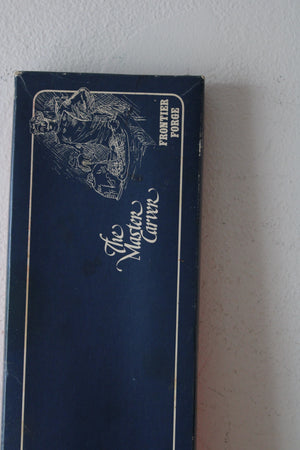 FRONTIER
FORGE
The
Master
Carver